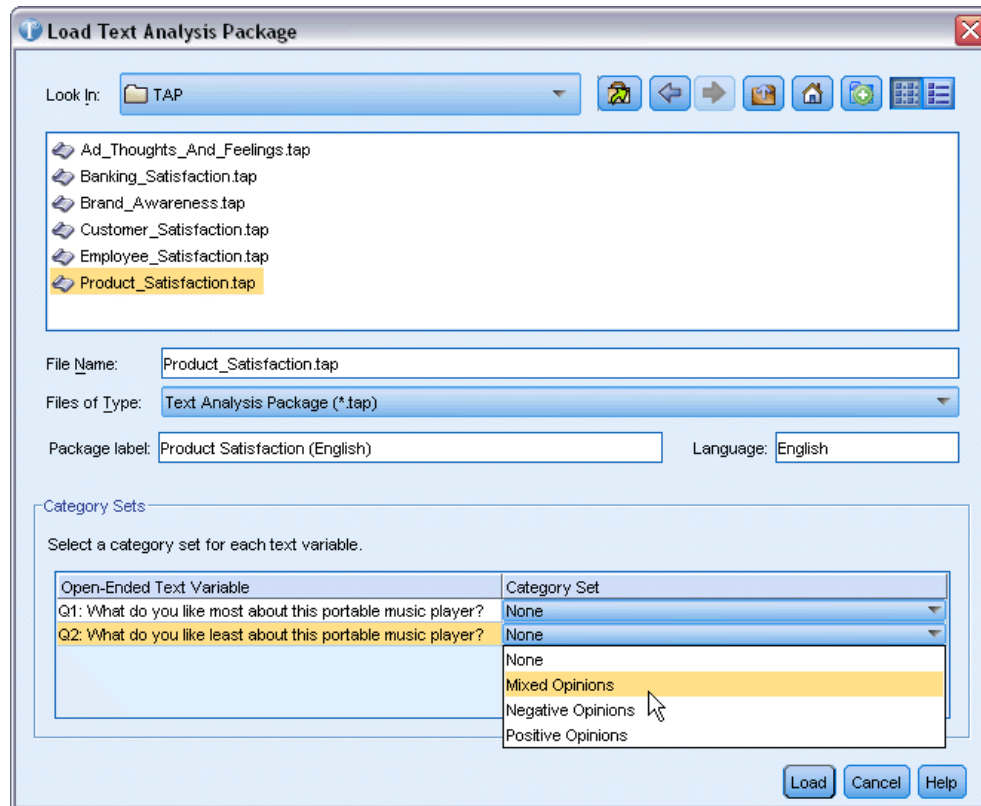 Load Text Analysis Package
Look In: TAP
Ad_Thoughts_And_Feelings.tap
Banking_Satisfaction.tap
Brand_Awareness.tap
Customer_Satisfaction.tap
Employee_Satisfaction.tap
Product_Satisfaction.tap
File Name: Product_Satisfaction.tap
Files of Type: Text Analysis Package (*.tap)
Package label: Product Satisfaction (English) Language: English
Category Sets
Select a category set for each text variable.
Open-Ended Text Variable Category Set
Q1: What do you like most about this portable music player? None
Q2: What do you like least about this portable music player? None
None
Mixed Opinions
Negative Opinions
Positive Opinions
Load Cancel Help